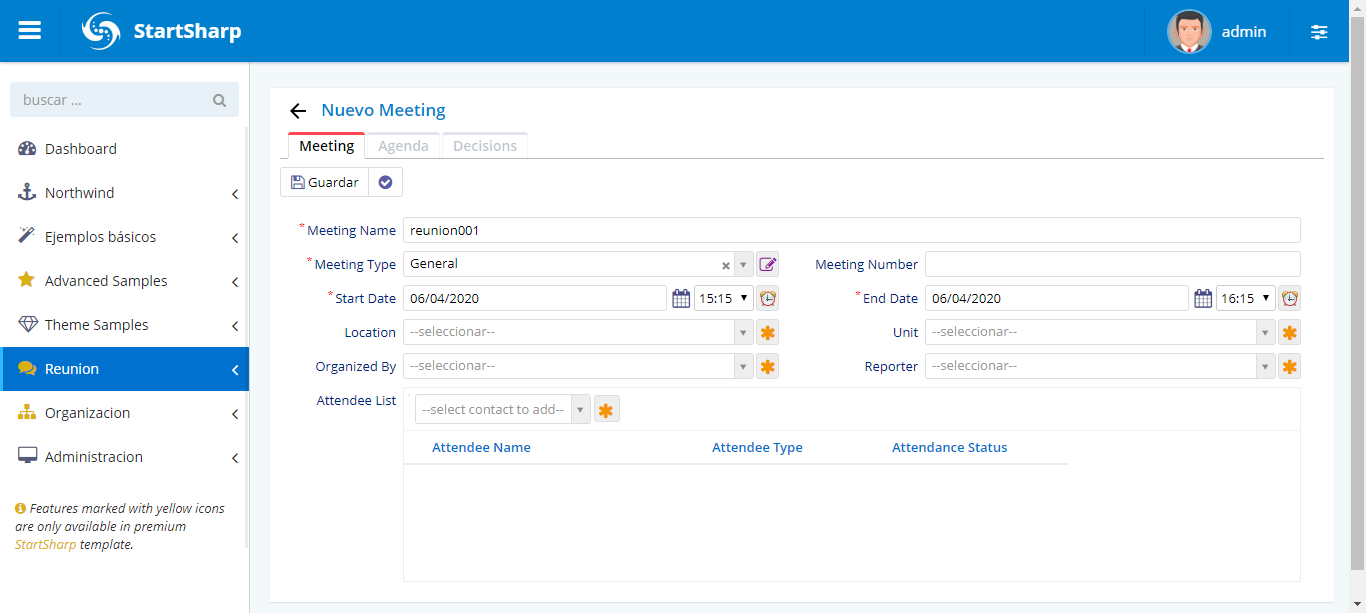 StartSharp
admin
buscar ...
Dashboard
Northwind
Ejemplos básicos
Advanced Samples
Theme Samples
Reunion
Organizacion
Administracion
Features marked with yellow icons
are only available in premium
StartSharp template.
Nuevo Meeting
Meeting Agenda Decisions
Guardar
* Meeting Name reunion001
* Meeting Type General × Meeting Number
* Start Date 06/04/2020 15:15 * End Date 06/04/2020 16:15
Location --seleccionar-- Unit --seleccionar--
Organized By --seleccionar-- Reporter --seleccionar--
Attendee List --select contact to add--
Attendee Name Attendee Type Attendance Status